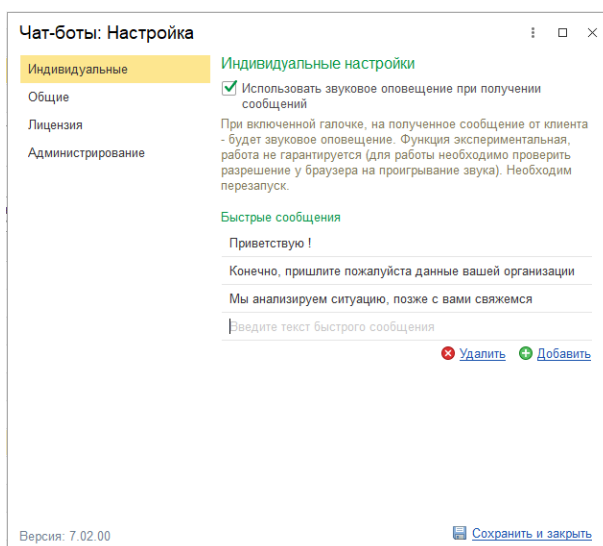 Чат-боты: Настройка
Индивидуальные
Общие
Лицензия
Администрирование
Индивидуальные настройки
Использовать звуковое оповещение при получении
сообщений
При включенной галочке, на полученное сообщение от клиента
- будет звуковое оповещение. Функция экспериментальная,
работа не гарантируется (для работы необходимо проверить
разрешение у браузера на проигрывание звука). Необходим
перезапуск.
Быстрые сообщения
Приветствую !
Конечно, пришлите пожалуйста данные вашей организации
Мы анализируем ситуацию, позже с вами свяжемся
Введите текст быстрого сообщения
Удалить Добавить
Версия: 7.02.00 Сохранить и закрыть